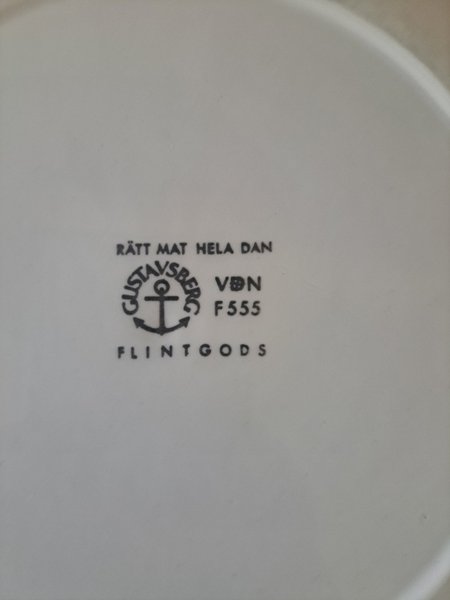 RÄTT MAT HELA DAN
GUSTAVSBERG
VDN
F555
FLINTGODS